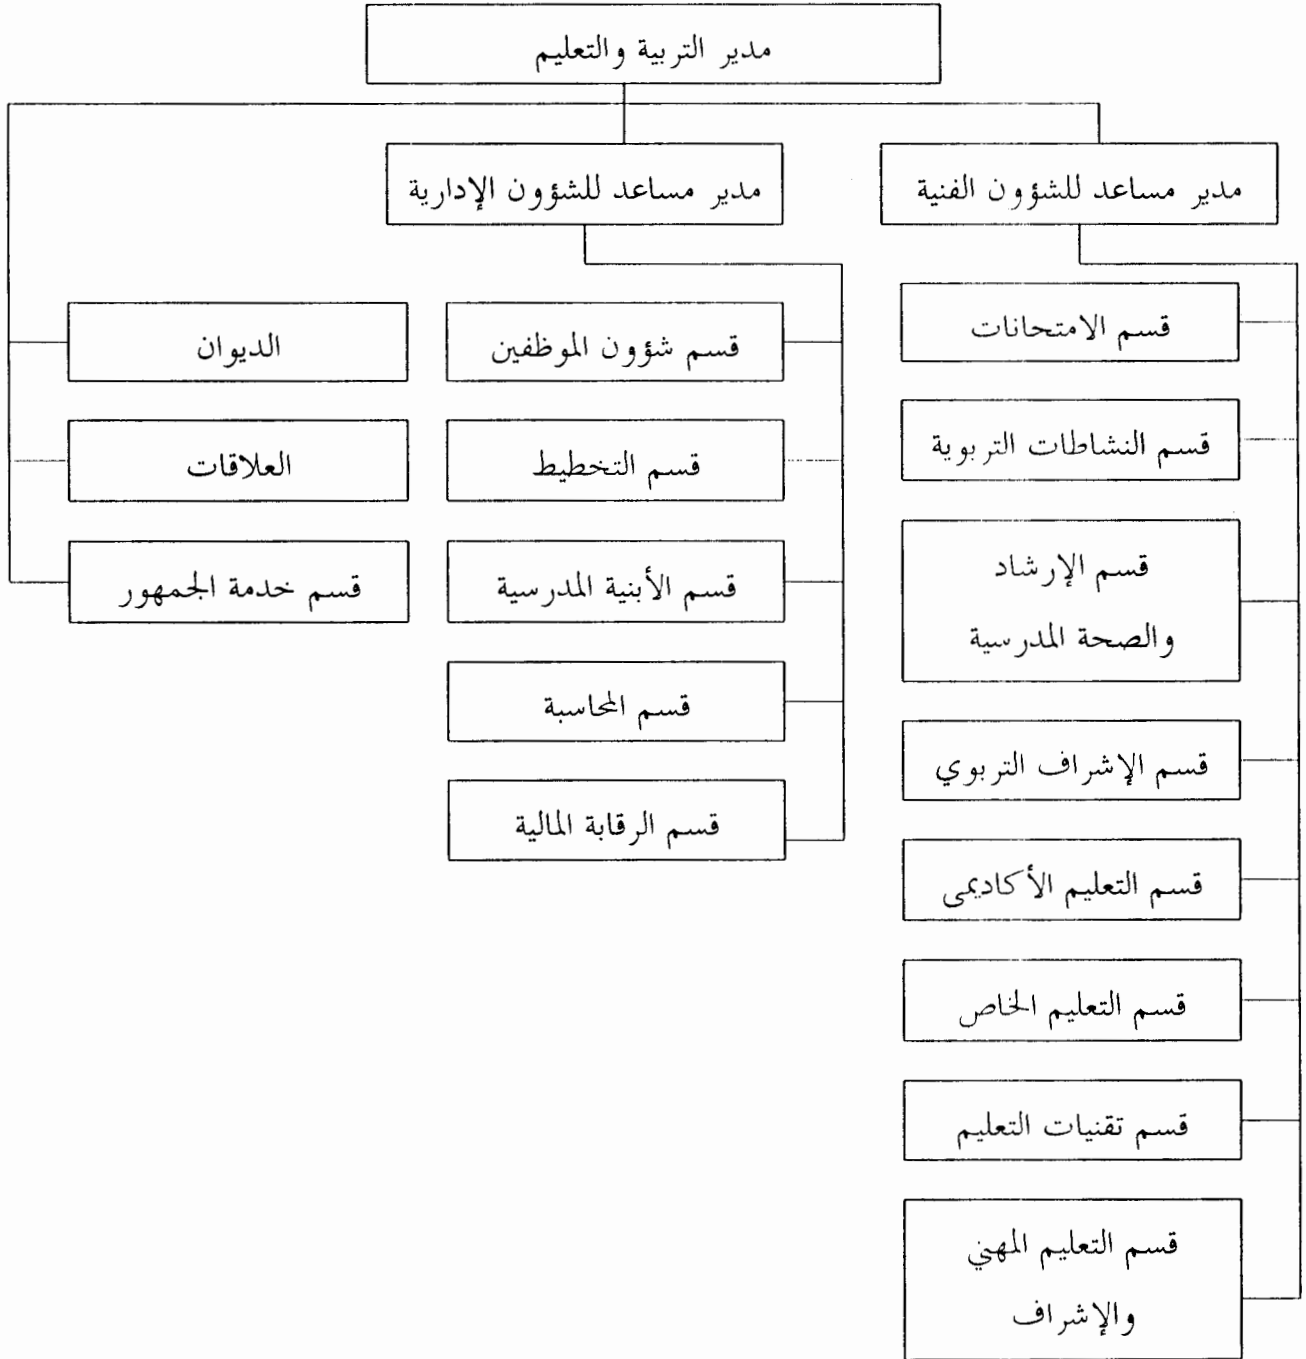 مدير التربية والتعليم
مدير مساعد للشؤون الفنية
مدير مساعد للشؤون الإدارية
قسم الامتحانات
قسم النشاطات التربوية
قسم الإرشاد
والصحة المدرسية
قسم الإشراف التربوي
قسم التعليم الأكاديمى
قسم التعليم الخاص
قسم تقنيات التعليم
قسم التعليم المهني
والإشراف
قسم شؤون الموظفين
قسم التخطيط
قسم الأبنية المدرسية
قسم المحاسبة
قسم الرقابة المالية
الديوان
العلاقات
قسم خدمة الجمهور